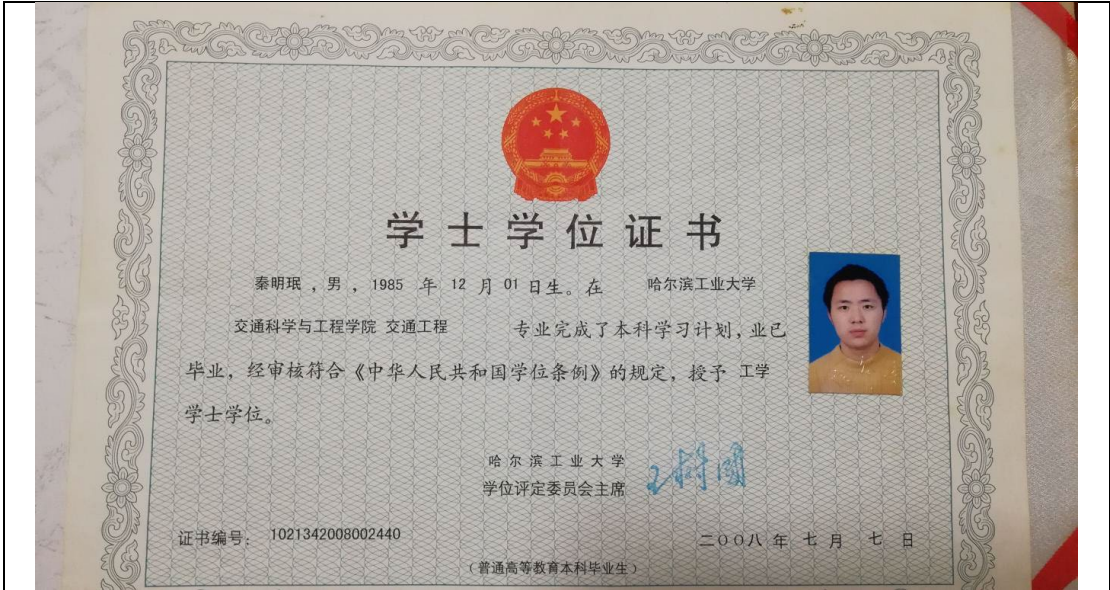 学士学位证书
秦明珉，男，1985 年 12 月 01 日生。在 哈尔滨工业大学
交通科学与工程学院 交通工程 专业完成了本科学习计划，业已
毕业，经审核符合《中华人民共和国学位条例》的规定，授予 工学
学士学位。
哈尔滨工业大学
学位评定委员会主席 王树国
证书编号：1021342008002440
二〇〇八 年 七 月 七 日
（普通高等教育本科毕业生）